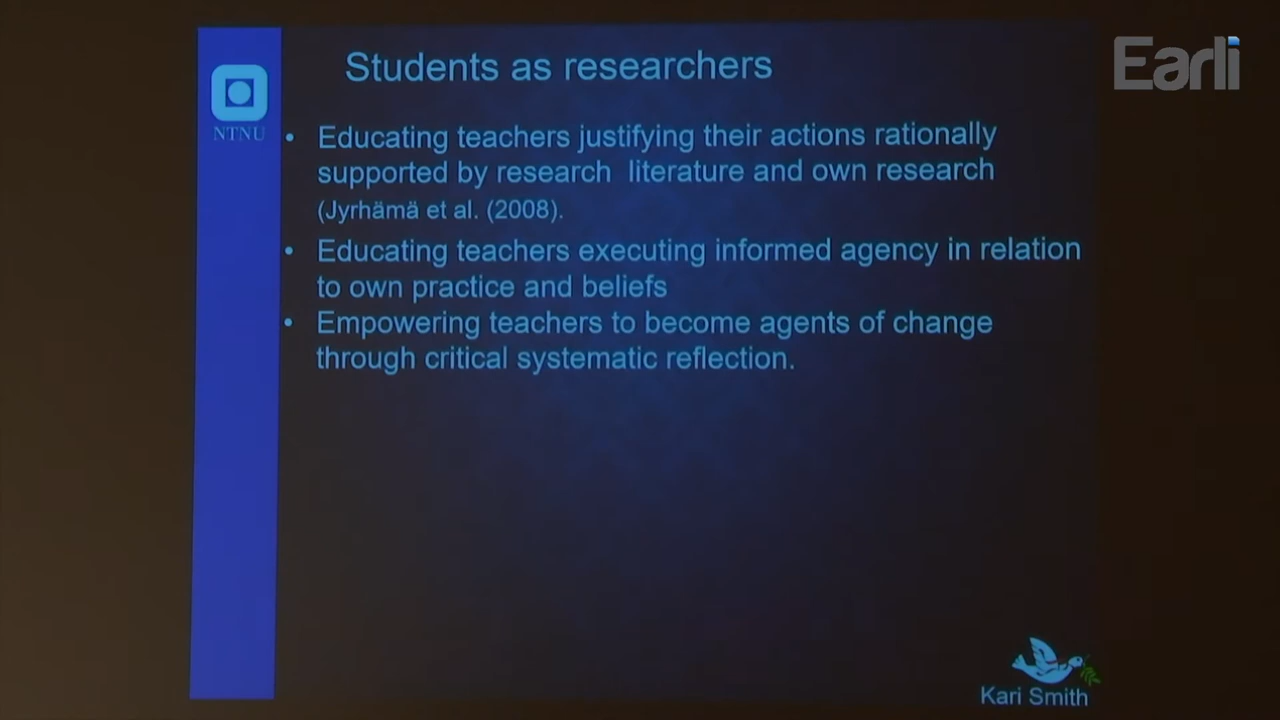 Students as researchers
Earli
NTNU
• Educating teachers justifying their actions rationally
supported by research literature and own research
(Jyrhämä et al. (2008).
• Educating teachers executing informed agency in relation
to own practice and beliefs
• Empowering teachers to become agents of change
through critical systematic reflection.
Kari Smith